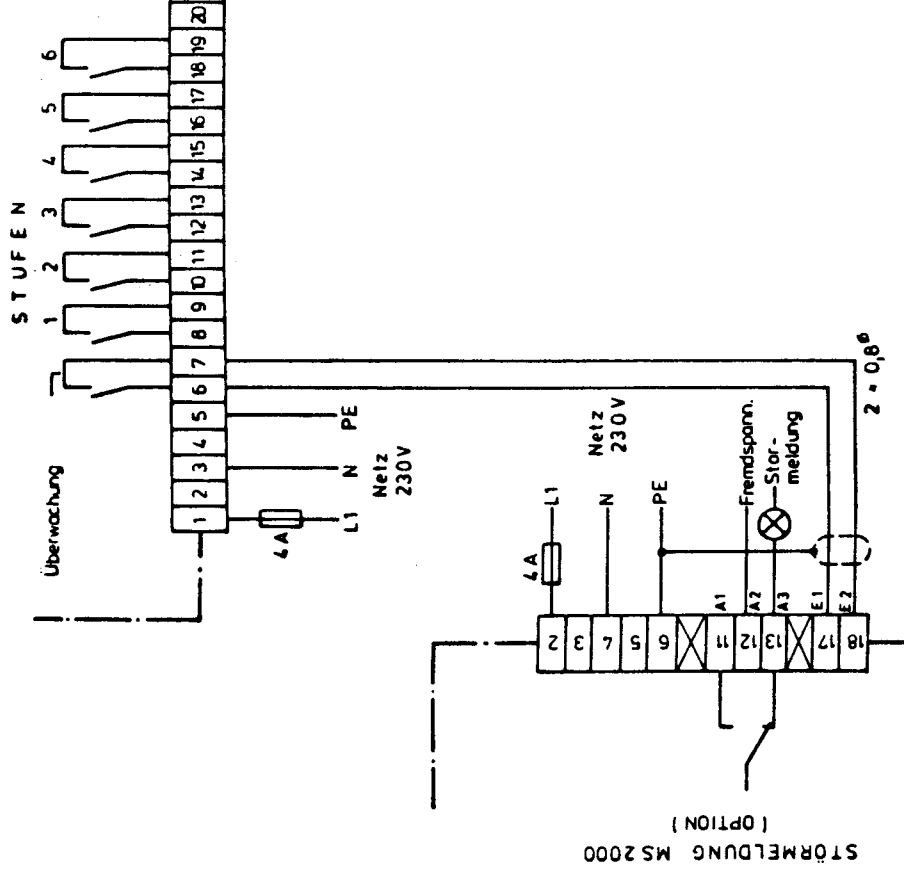 STUFEN
1 2 3 4 5 6
Überwachung
1 2 3 4 5 6 7 8 9 10 11 12 13 14 15 16 17 18 19 20
4A
L1
N
PE
Netz
230V
4A
L1
N
PE
Netz
230V
2 3 4 5 6 11 12 13 17 18
A1
A2
A3
E1
E2
Fremdspann.
Stör-
meldung
2 × 0,8ø
STÖRMELDUNG MS2000
(OPTION)